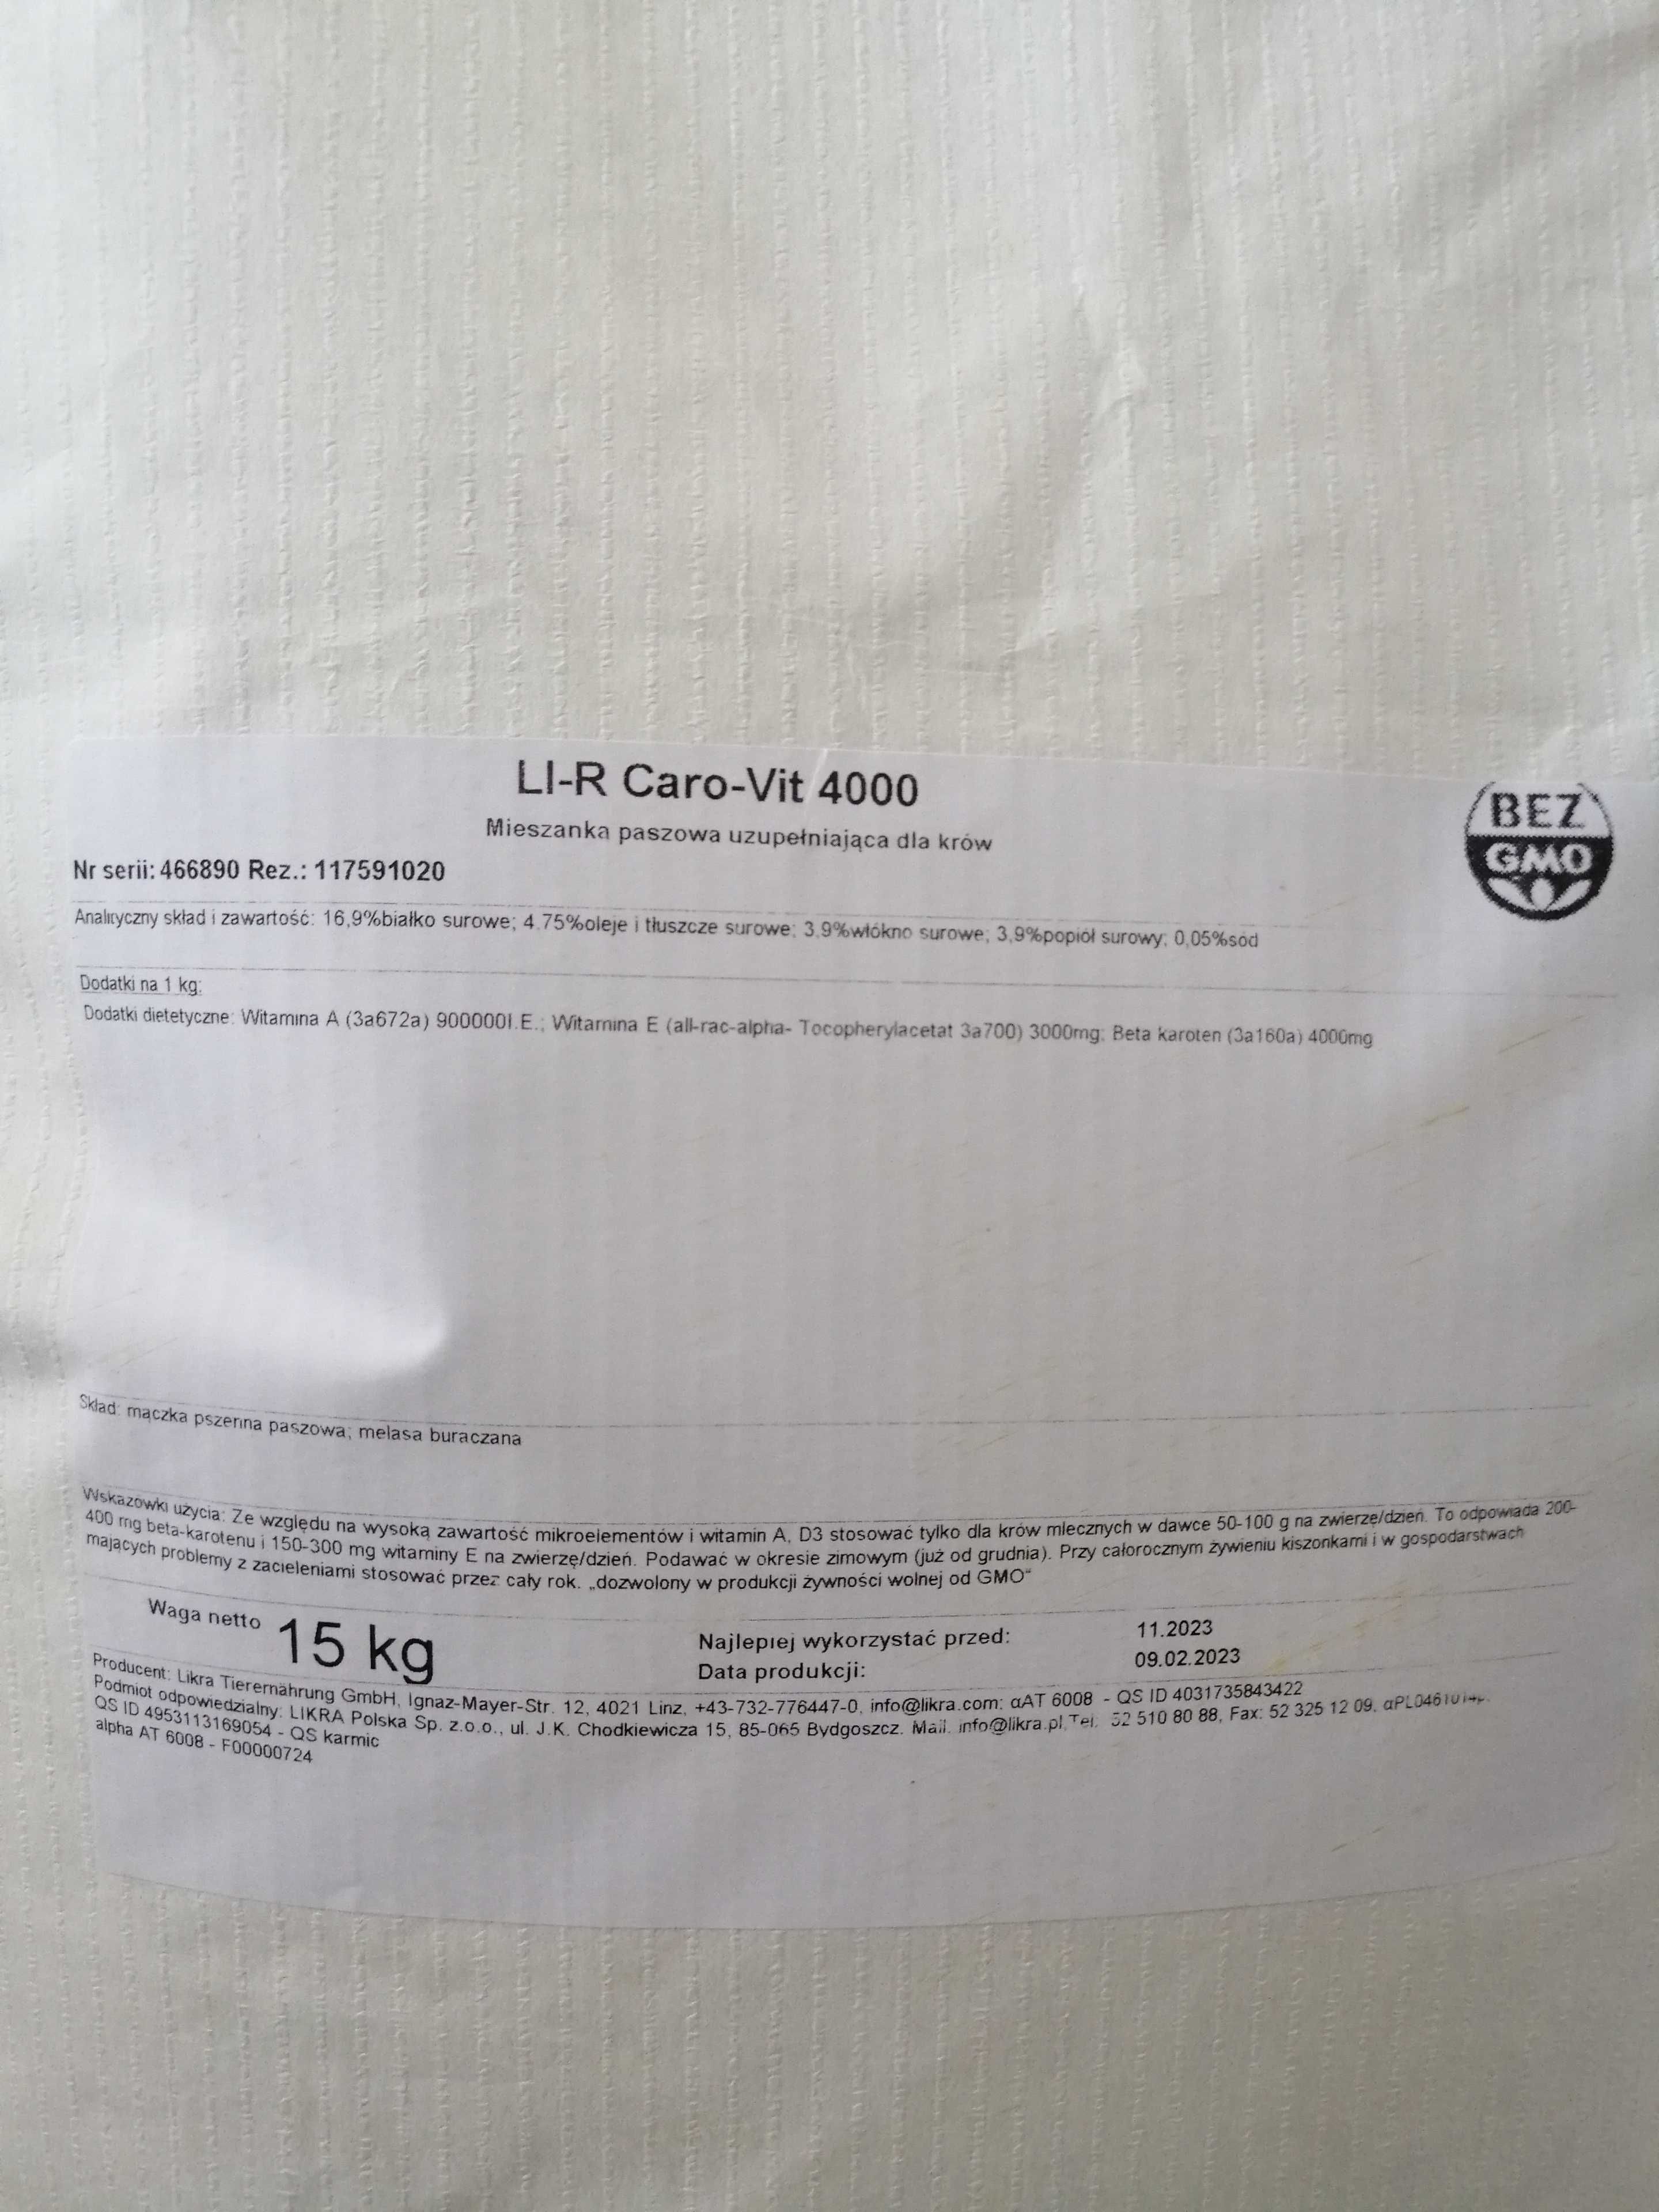 LI-R Caro-Vit 4000
BEZ
GMO
Mieszanka paszowa uzupełniająca dla krów
Nr serii: 466890 Rez.: 117591020
Analityczny skład i zawartość: 16,9%białko surowe; 4.75%oleje i tłuszcze surowe; 3.9%włókno surowe; 3,9%popiół surowy; 0,05%sód
Dodatki na 1 kg:
Dodatki dietetyczne: Witamina A (3a672a) 900000I.E.; Witamina E (all-rac-alpha- Tocopherylacetat 3a700) 3000mg; Beta karoten (3a160a) 4000mg
Skład: mączka pszenna paszowa; melasa buraczana
Wskazówki użycia: Ze względu na wysoką zawartość mikroelementów i witamin A, D3 stosować tylko dla krów mlecznych w dawce 50-100 g na zwierzę/dzień. To odpowiada 200-
400 mg beta-karotenu i 150-300 mg witaminy E na zwierzę/dzień. Podawać w okresie zimowym (już od grudnia). Przy całorocznym żywieniu kiszonkami i w gospodarstwach
mających problemy z zacieleniami stosować przez cały rok. „dozwolony w produkcji żywności wolnej od GMO"
Waga netto 15 kg
Najlepiej wykorzystać przed: 11.2023
Data produkcji: 09.02.2023
Producent: Likra Tierernährung GmbH, Ignaz-Mayer-Str. 12, 4021 Linz, +43-732-776447-0, info@likra.com; αAT 6008 - QS ID 4031735843422
Podmiot odpowiedzialny: LIKRA Polska Sp. z.o.o., ul. J.K. Chodkiewicza 15, 85-065 Bydgoszcz. Mail. info@likra.pl Tel. 52 510 80 88, Fax: 52 325 12 09,
QS ID 4953113169054 - QS karmic
alpha AT 6008 - F00000724